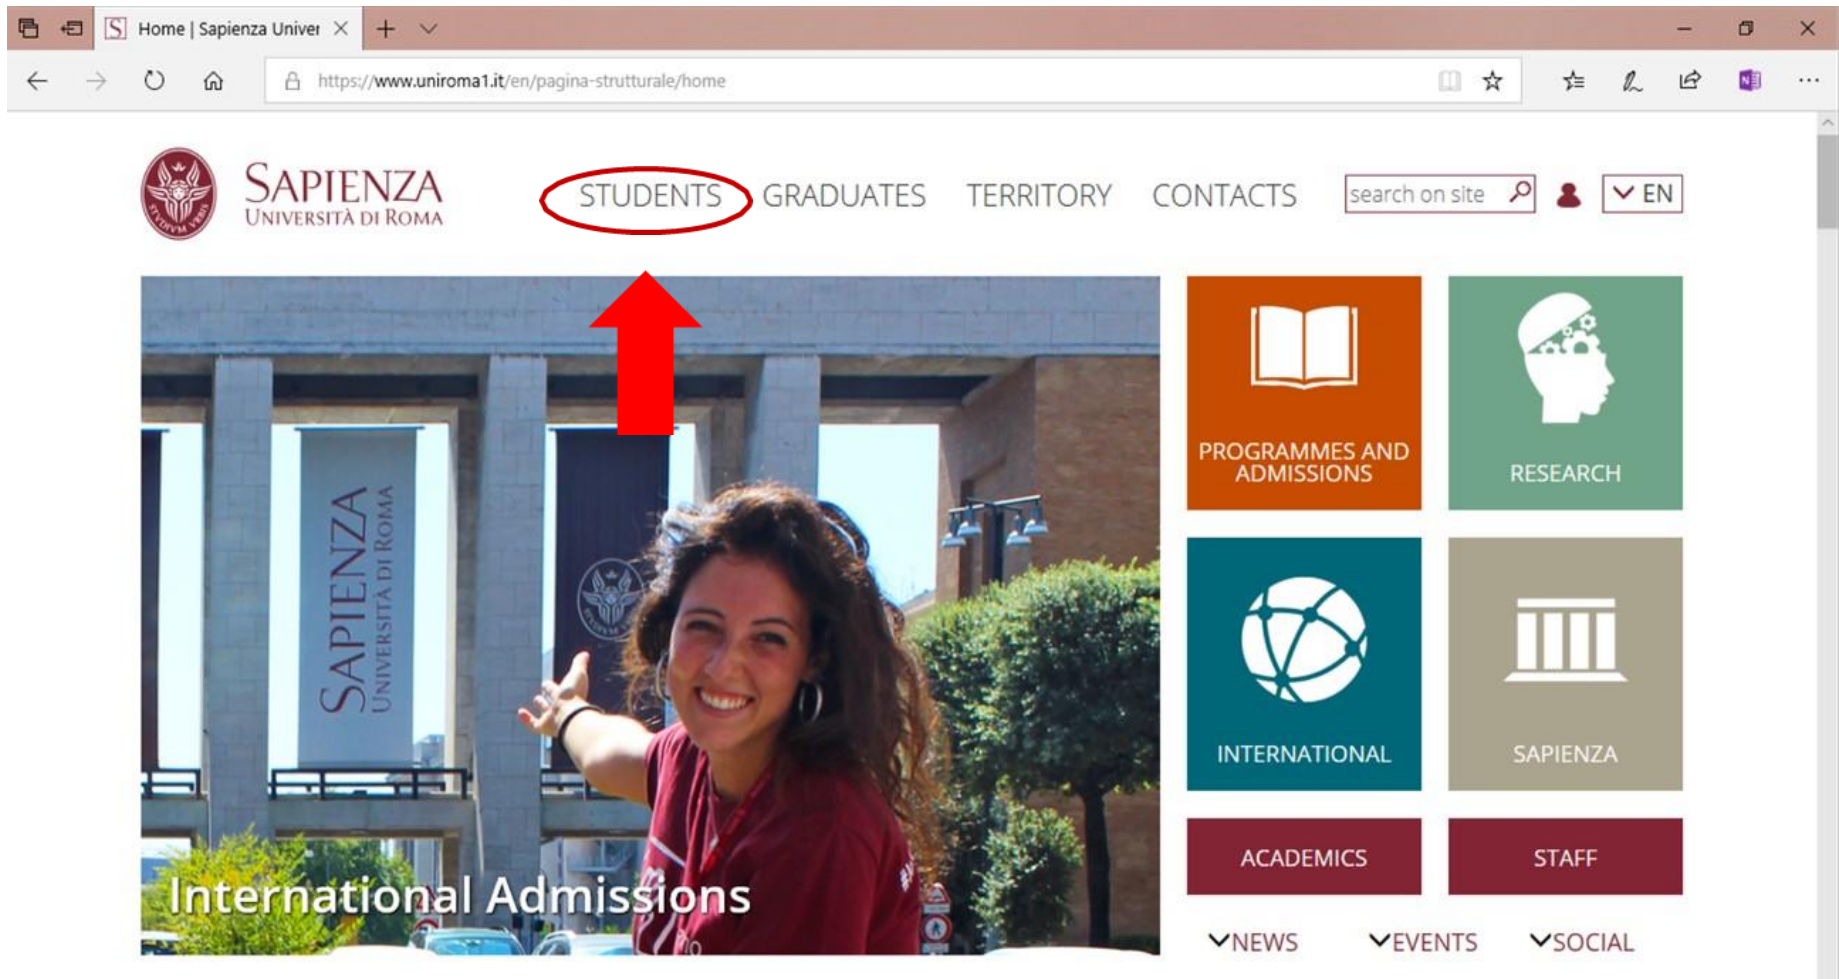 Home | Sapienza Univer
https://www.uniroma1.it/en/pagina-strutturale/home
SAPIENZA
UNIVERSITÀ DI ROMA
STUDENTS GRADUATES TERRITORY CONTACTS
search on site
EN
SAPIENZA
UNIVERSITÀ DI ROMA
International Admissions
PROGRAMMES AND
ADMISSIONS
RESEARCH
INTERNATIONAL
SAPIENZA
ACADEMICS
STAFF
NEWS EVENTS SOCIAL